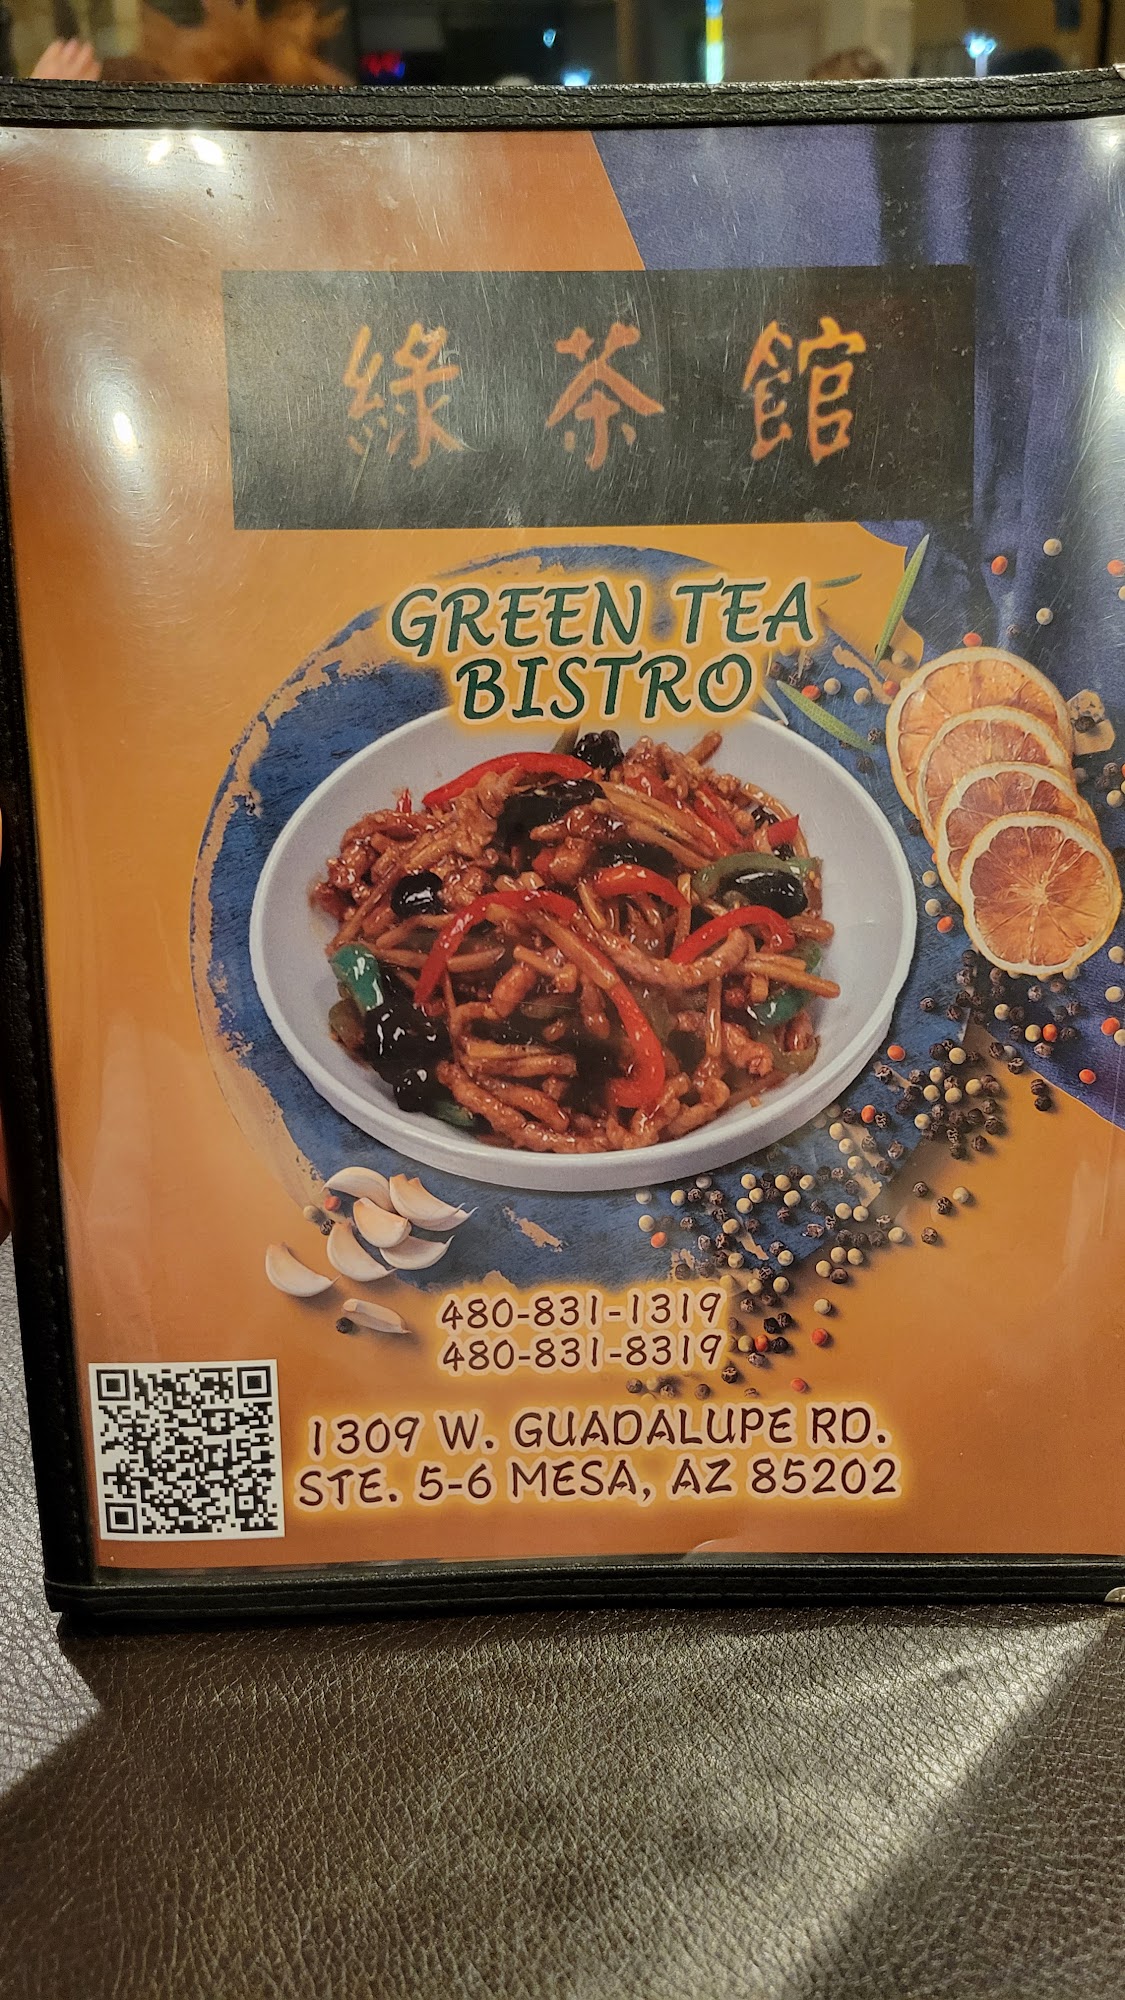 綠茶館
GREEN TEA
BISTRO
480-831-1319
480-831-8319
1309 W. GUADALUPE RD.
STE. 5-6 MESA, AZ 85202